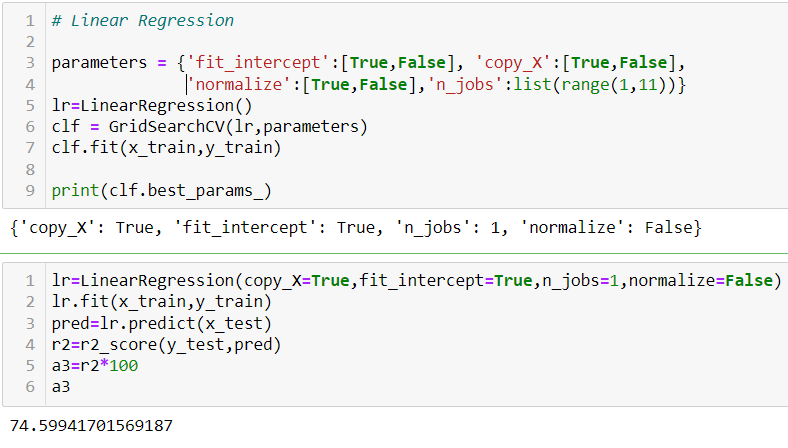 1 # Linear Regression
2
3 parameters = {'fit_intercept':[True,False], 'copy_X':[True,False],
4 'normalize':[True,False],'n_jobs':list(range(1,11))}
5 lr=LinearRegression()
6 clf = GridSearchCV(lr,parameters)
7 clf.fit(x_train,y_train)
8
9 print(clf.best_params_)
{'copy_X': True, 'fit_intercept': True, 'n_jobs': 1, 'normalize': False}
1 lr=LinearRegression(copy_X=True,fit_intercept=True,n_jobs=1,normalize=False)
2 lr.fit(x_train,y_train)
3 pred=lr.predict(x_test)
4 r2=r2_score(y_test,pred)
5 a3=r2*100
6 a3
74.59941701569187